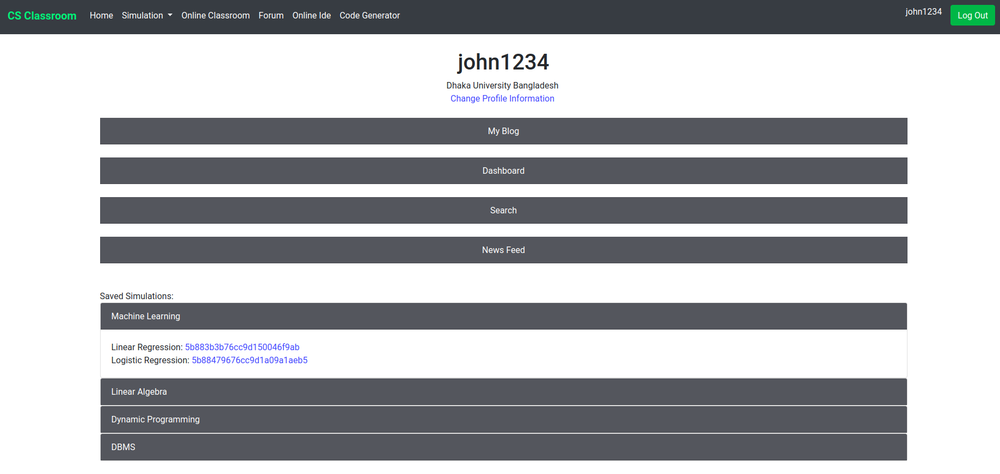 CS Classroom Home Simulation Online Classroom Forum Online Ide Code Generator john1234 Log Out
john1234
Dhaka University Bangladesh
Change Profile Information
My Blog
Dashboard
Search
News Feed
Saved Simulations:
Machine Learning
Linear Regression: 5b883b3b76cc9d150046f9ab
Logistic Regression: 5b88479676cc9d1a09a1aeb5
Linear Algebra
Dynamic Programming
DBMS